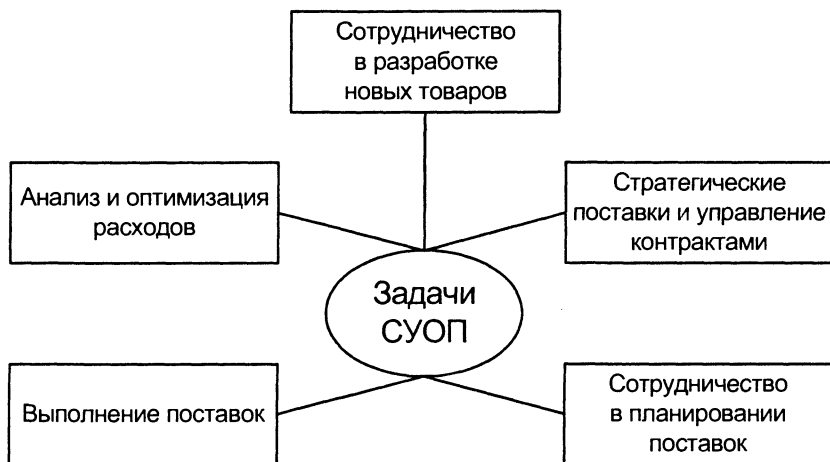 Сотрудничество
в разработке
новых товаров
Анализ и оптимизация
расходов
Стратегические
поставки и управление
контрактами
Задачи
СУОП
Выполнение поставок
Сотрудничество
в планировании
поставок